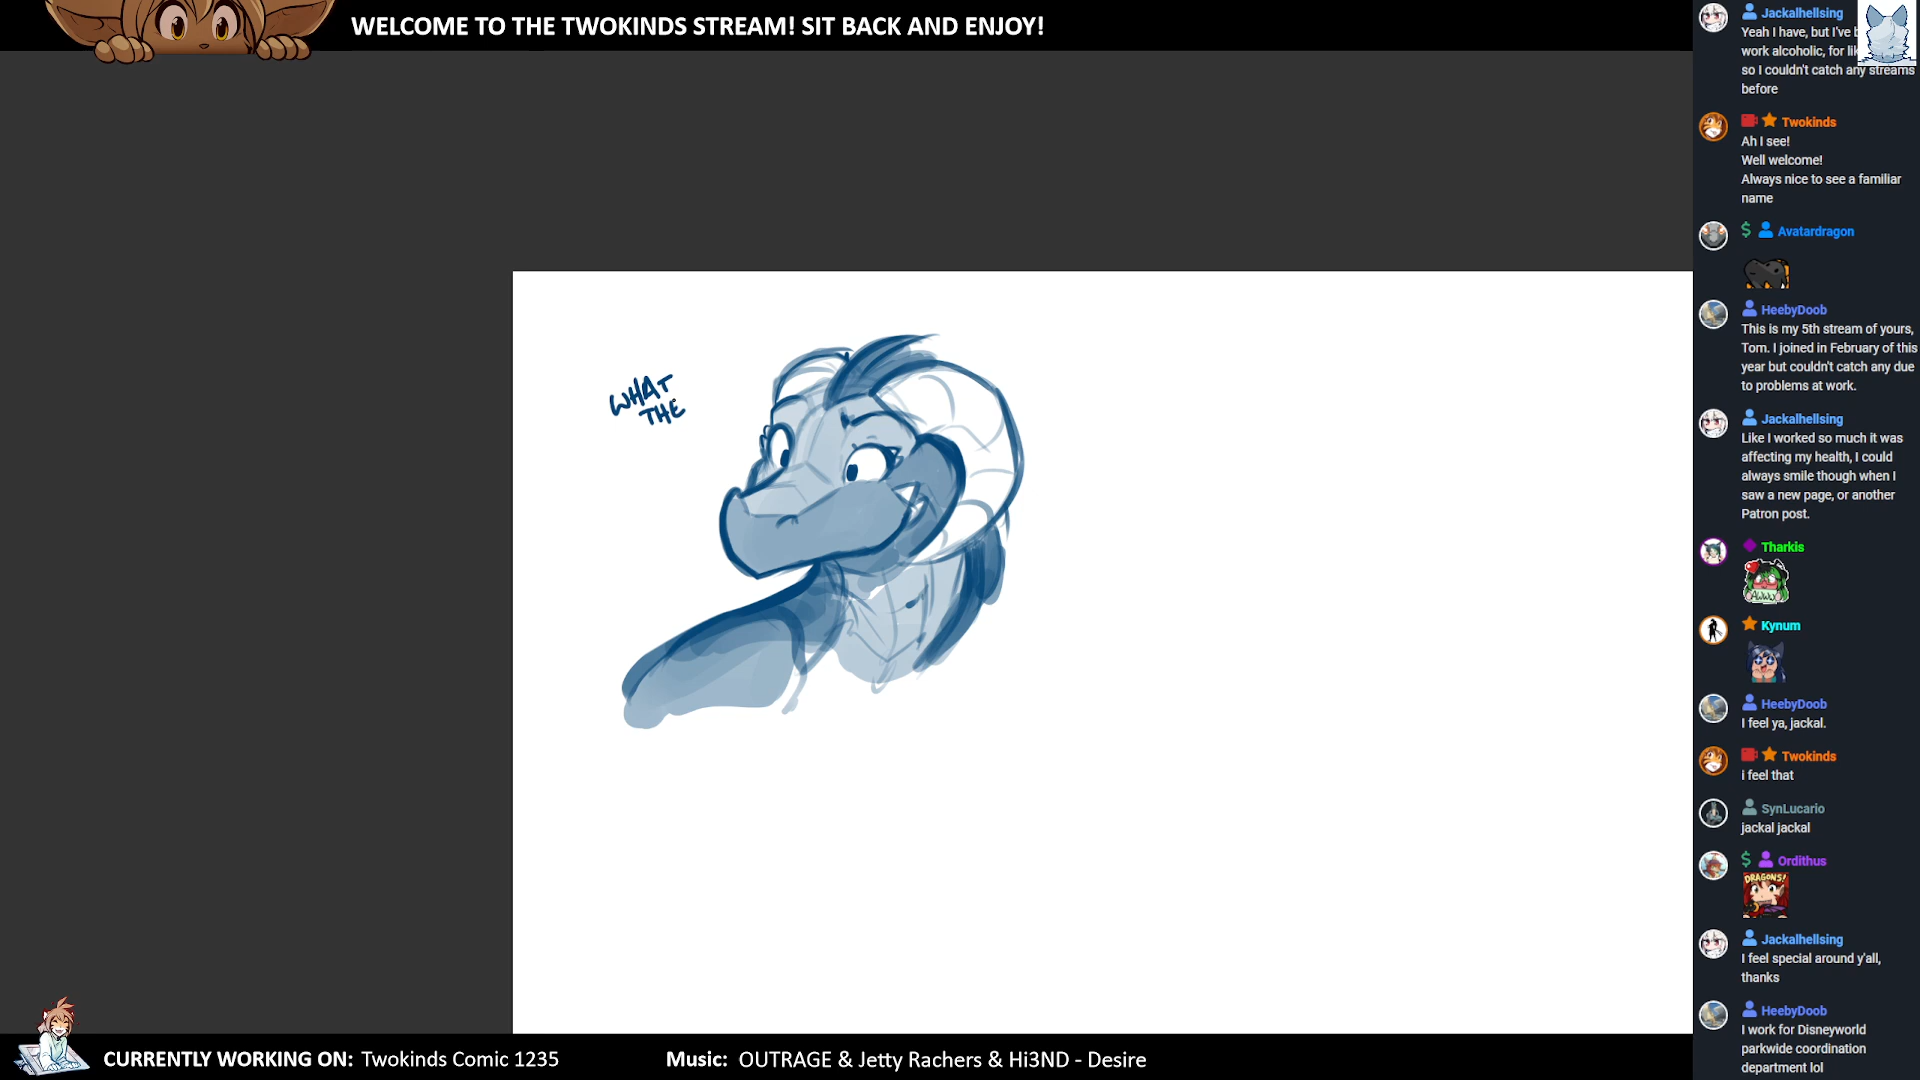 WELCOME TO THE TWOKINDS STREAM! SIT BACK AND ENJOY!
WHAT
THE
Jackalhellsing
Yeah I have, but I've
work alcoholic, for
so I couldn't catch any streams
before
Twokinds
Ah I see!
Well welcome!
Always nice to see a familiar
name
Avatardragon
HeebyDoob
This is my 5th stream of yours,
Tom. I joined in February of this
year but couldn't catch any due
to problems at work.
Jackalhellsing
Like I worked so much it was
affecting my health, I could
always smile though when I
saw a new page, or another
Patron post.
Tharkis
AWWW
Kynum
HeebyDoob
I feel ya, jackal.
Twokinds
i feel that
SynLucario
jackal jackal
Ordithus
DRAGONS!
Jackalhellsing
I feel special around y'all,
thanks
HeebyDoob
I work for Disneyworld
parkwide coordination
department lol
CURRENTLY WORKING ON: Twokinds Comic 1235
Music: OUTRAGE & Jetty Rachers & Hi3ND - Desire